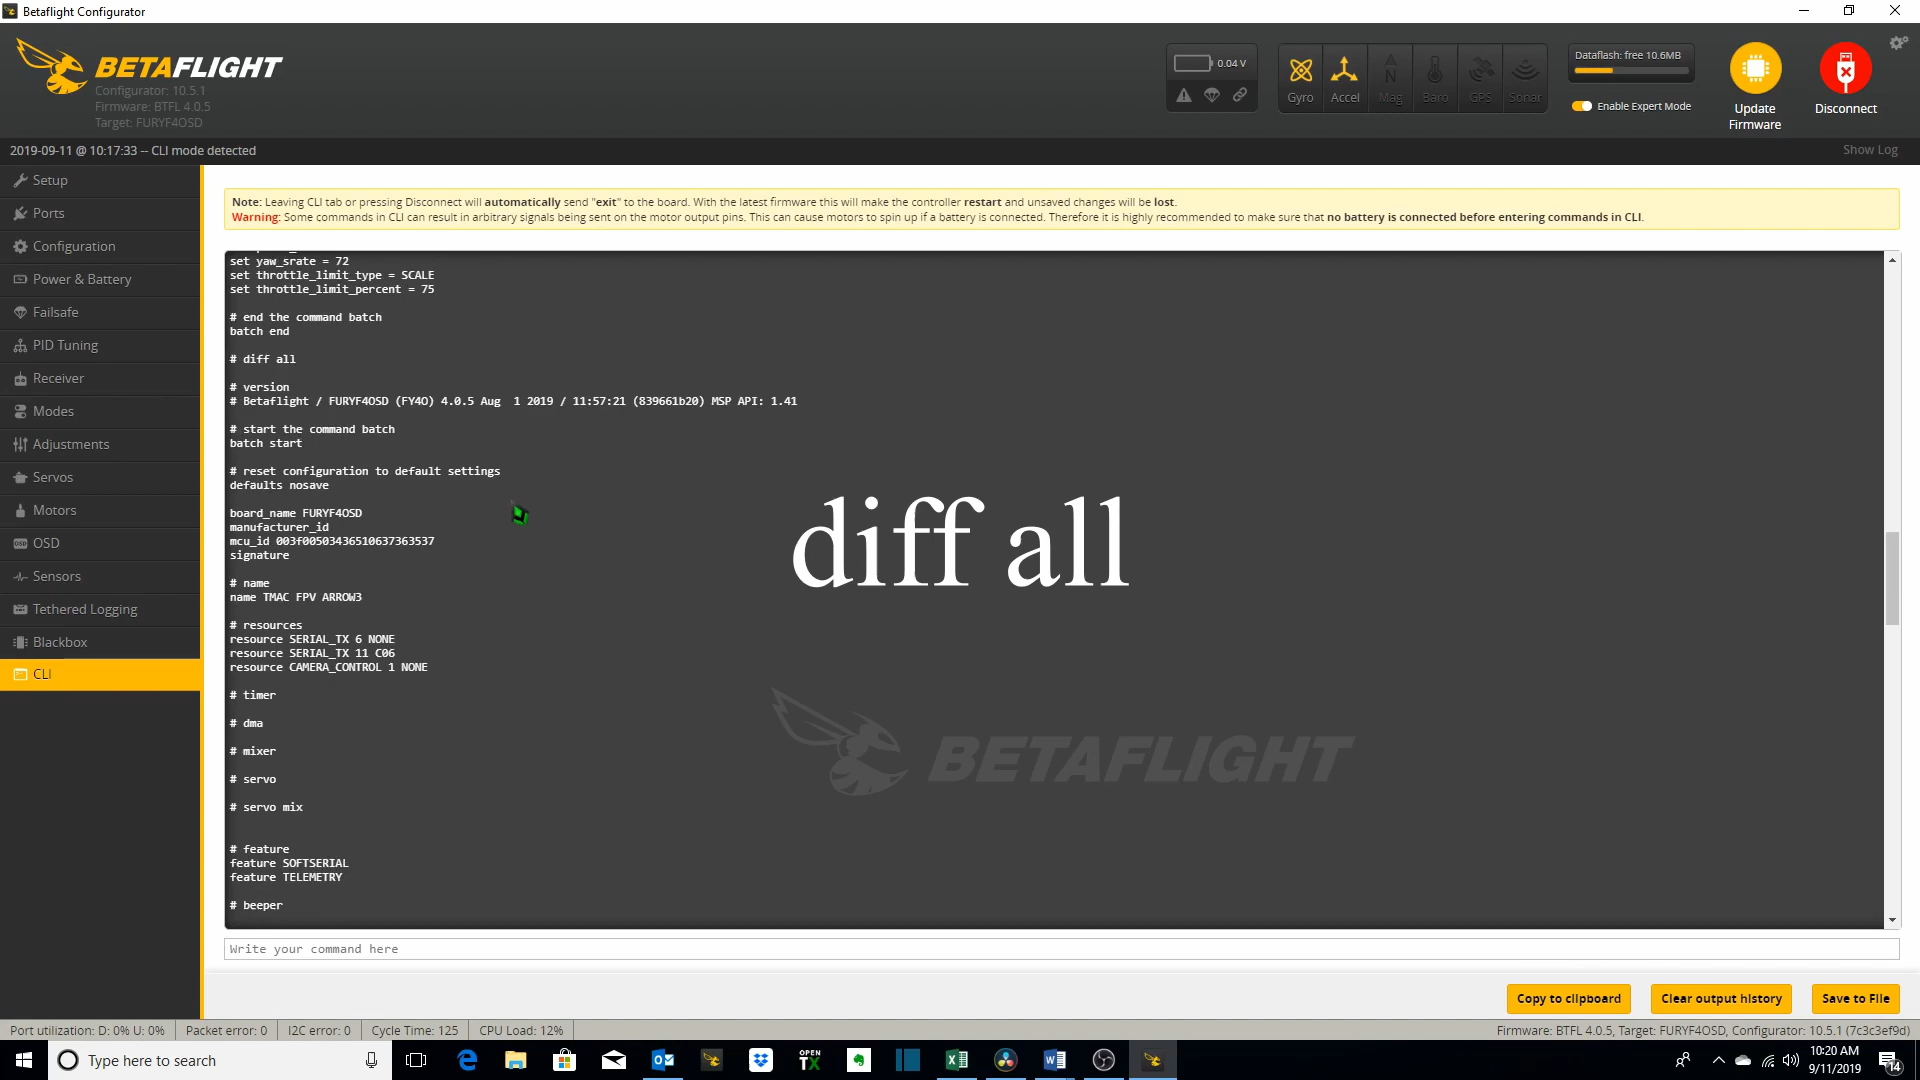 Betaflight Configurator
BETAFLIGHT
Configurator: 10.5.1
Firmware: BTFL 4.0.5
Target: FURYF4OSD
0.04 V
Gyro
Accel
Mag
Baro
GPS
Sonar
Dataflash: free 10.6MB
Enable Expert Mode
Update
Firmware
Disconnect
2019-09-11 @ 10:17:33 -- CLI mode detected
Show Log
Setup
Ports
Configuration
Power & Battery
Failsafe
PID Tuning
Receiver
Modes
Adjustments
Servos
Motors
OSD
Sensors
Tethered Logging
Blackbox
CLI
Note: Leaving CLI tab or pressing Disconnect will automatically send "exit" to the board. With the latest firmware this will make the controller restart and unsaved changes will be lost.
Warning: Some commands in CLI can result in arbitrary signals being sent on the motor output pins. This can cause motors to spin up if a battery is connected. Therefore it is highly recommended to make sure that no battery is connected before entering commands in CLI.
set yaw_srate = 72
set throttle_limit_type = SCALE
set throttle_limit_percent = 75
# end the command batch
batch end
# diff all
# version
# Betaflight / FURYF4OSD (FY4O) 4.0.5 Aug  1 2019 / 11:57:21 (839661b20) MSP API: 1.41
# start the command batch
batch start
# reset configuration to default settings
defaults nosave
board_name FURYF4OSD
manufacturer_id
mcu_id 003f00503436510637363537
signature
# name
name TMAC FPV ARROW3
# resources
resource SERIAL_TX 6 NONE
resource SERIAL_TX 11 C06
resource CAMERA_CONTROL 1 NONE
# timer
# dma
# mixer
# servo
# servo mix
# feature
feature SOFTSERIAL
feature TELEMETRY
# beeper
diff all
BETAFLIGHT
Write your command here
Copy to clipboard
Clear output history
Save to File
Port utilization: D: 0% U: 0%
Packet error: 0
I2C error: 0
Cycle Time: 125
CPU Load: 12%
Firmware: BTFL 4.0.5, Target: FURYF4OSD, Configurator: 10.5.1 (7c3c3ef9d)
Type here to search
OPEN
TX
10:20 AM
9/11/2019
14